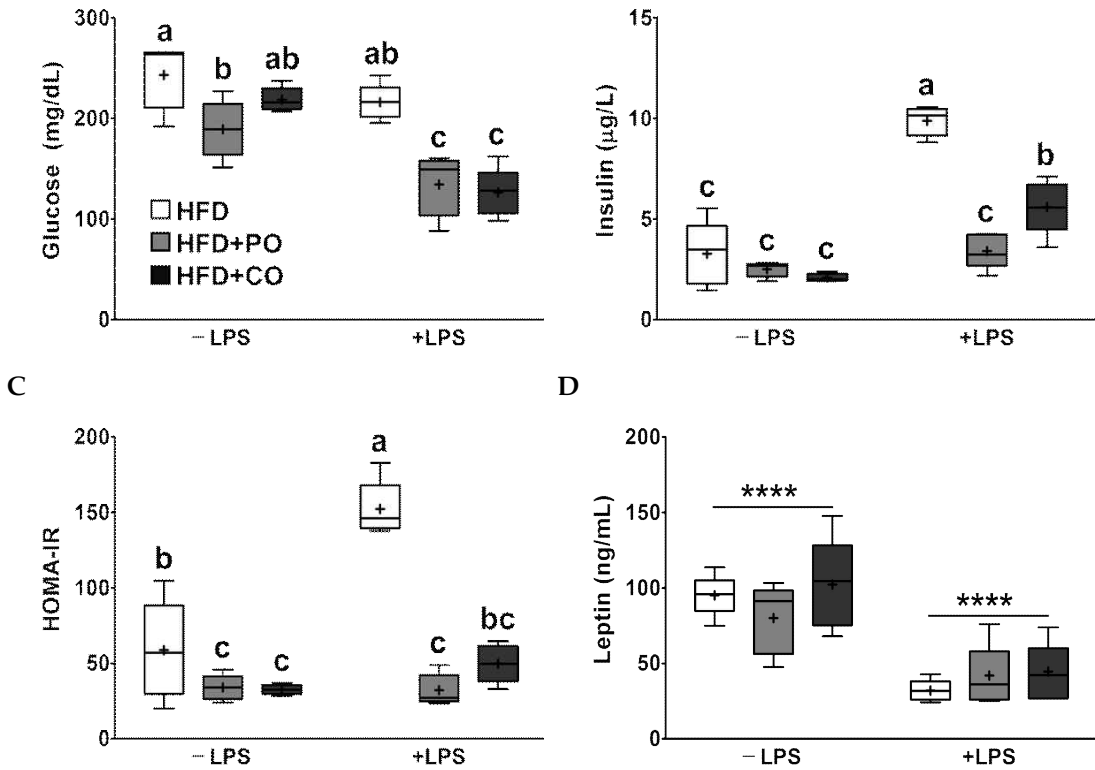 300
200
100
0
Glucose (mg/dL)
a
b
ab
ab
c
c
HFD
HFD+PO
HFD+CO
– LPS
+LPS
15
10
5
0
Insulin (µg/L)
c
c
c
a
c
b
– LPS
+LPS
C
200
150
100
50
0
HOMA-IR
b
c
c
a
c
bc
– LPS
+LPS
D
200
150
100
50
0
Leptin (ng/mL)
****
****
– LPS
+LPS